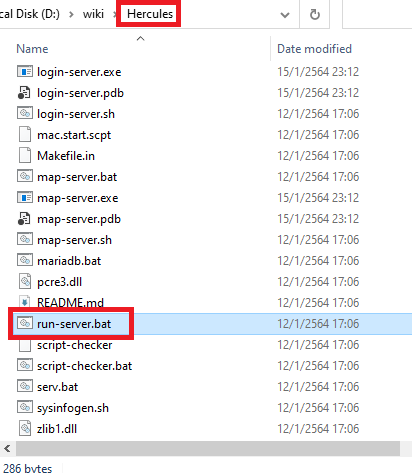 cal Disk (D:) > wiki > Hercules
Name Date modified
login-server.exe 15/1/2564 23:12
login-server.pdb 15/1/2564 23:12
login-server.sh 12/1/2564 17:06
mac.start.scpt 12/1/2564 17:06
Makefile.in 12/1/2564 17:06
map-server.bat 12/1/2564 17:06
map-server.exe 15/1/2564 23:12
map-server.pdb 15/1/2564 23:12
map-server.sh 12/1/2564 17:06
mariadb.bat 12/1/2564 17:06
pcre3.dll 12/1/2564 17:06
README.md 12/1/2564 17:06
run-server.bat 12/1/2564 17:06
script-checker 12/1/2564 17:06
script-checker.bat 12/1/2564 17:06
serv.bat 12/1/2564 17:06
sysinfogen.sh 12/1/2564 17:06
zlib1.dll 12/1/2564 17:06
286 bytes